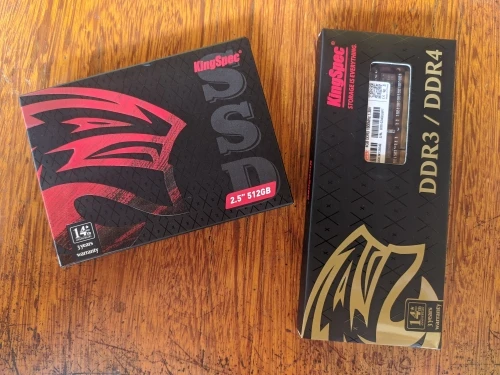 KingSpec
SSD
2.5" 512GB
14
3 years
warranty
KingSpec
STORAGE IS EVERYTHING
DDR3 / DDR4
14
3 years
warranty